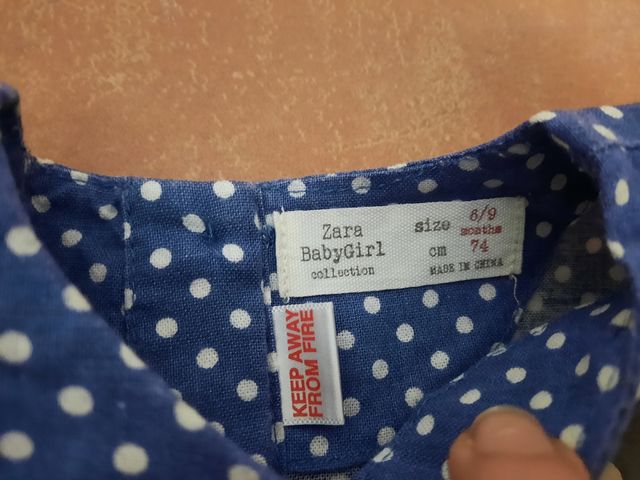 Zara
BabyGirl
collection
size 6/9
months
cm 74
MADE IN CHINA
KEEP AWAY
FROM FIRE